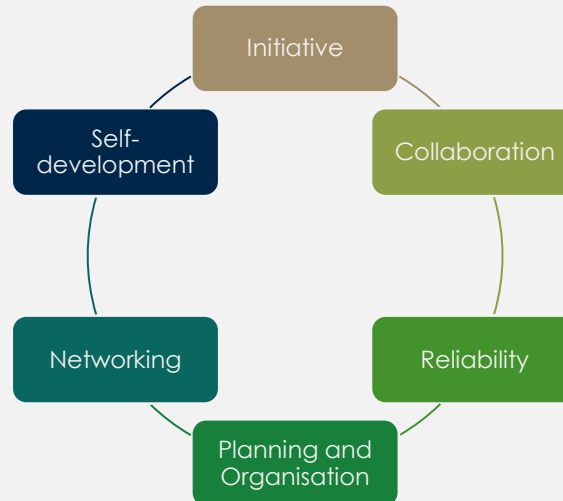 Initiative
Collaboration
Reliability
Planning and
Organisation
Networking
Self-
development